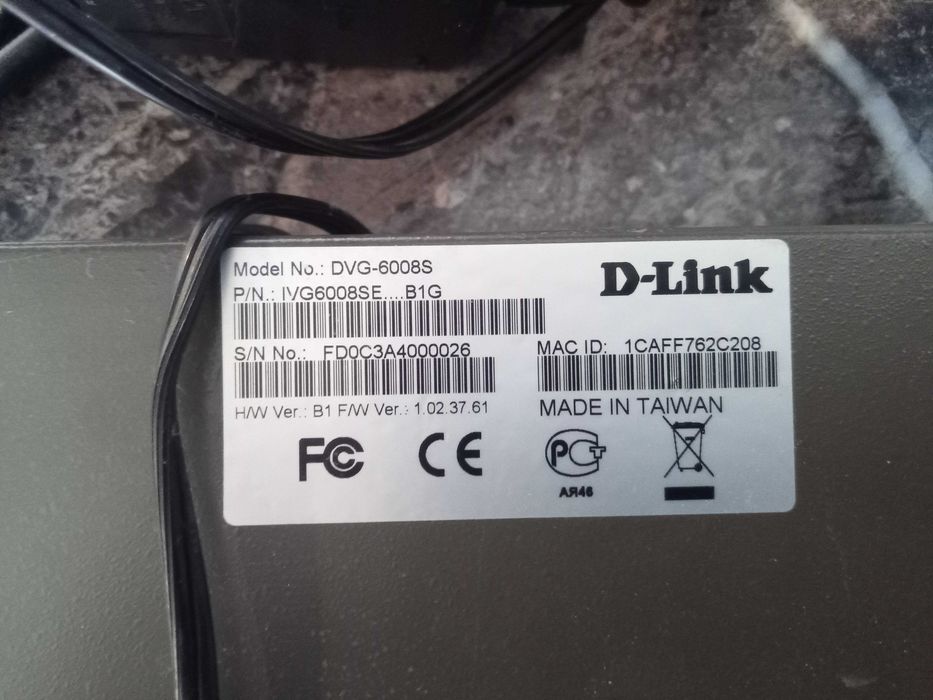 Model No.: DVG-6008S
D-Link
P/N.: IVG6008SE....B1G
S/N No.: FD0C3A4000026
MAC ID: 1CAFF762C208
H/W Ver.: B1 F/W Ver.: 1.02.37.61
MADE IN TAIWAN
FC CE PCT
АЯ46